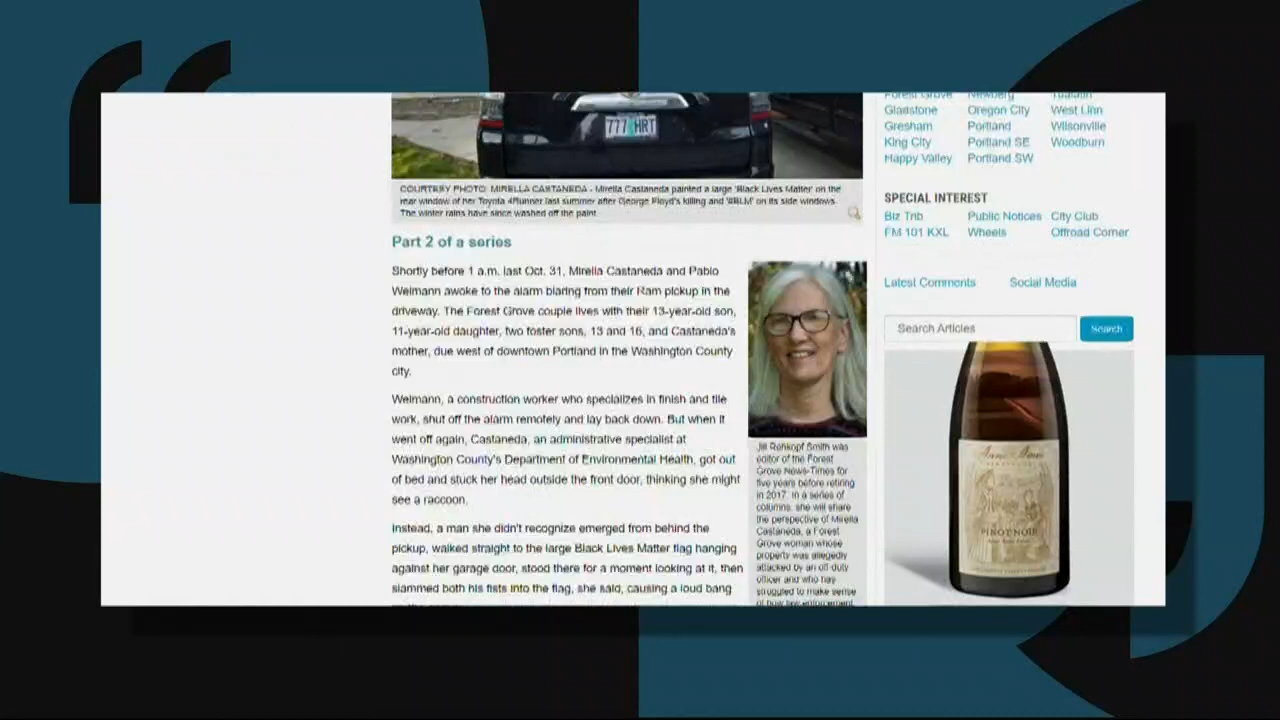 777 HRT
COURTESY PHOTO: MIRELLA CASTANEDA - Mirella Castaneda painted a large 'Black Lives Matter' on the
rear window of her Toyota 4Runner last summer after George Floyd's killing and '#BLM' on its side windows.
The winter rains have since washed off the paint.
Part 2 of a series
Shortly before 1 a.m. last Oct. 31, Mirella Castaneda and Pablo
Weimann awoke to the alarm blaring from their Ram pickup in the
driveway. The Forest Grove couple lives with their 13-year-old son,
11-year-old daughter, two foster sons, 13 and 16, and Castaneda's
mother, due west of downtown Portland in the Washington County
city.
Weimann, a construction worker who specializes in finish and tile
work, shut off the alarm remotely and lay back down. But when it
went off again, Castaneda, an administrative specialist at
Washington County's Department of Environmental Health, got out
of bed and stuck her head outside the front door, thinking she might
see a raccoon.
Instead, a man she didn't recognize emerged from behind the
pickup, walked straight to the large Black Lives Matter flag hanging
against her garage door, stood there for a moment looking at it, then
slammed both his fists into the flag, she said, causing a loud bang
Jill Rehkopf Smith was
editor of the Forest
Grove News-Times for
five years before retiring
in 2017. In a series of
columns, she will share
the perspective of Mirella
Castaneda, a Forest
Grove woman whose
property was allegedly
attacked by an off-duty
officer and who has
struggled to make sense
of how law enforcement
Forest Grove Newberg Tualatin
Gladstone Oregon City West Linn
Gresham Portland Wilsonville
King City Portland SE Woodburn
Happy Valley Portland SW
SPECIAL INTEREST
Biz Trib Public Notices City Club
FM 101 KXL Wheels Offroad Corner
Latest Comments Social Media
Search Articles Search
Anne Amie
PINOT NOIR